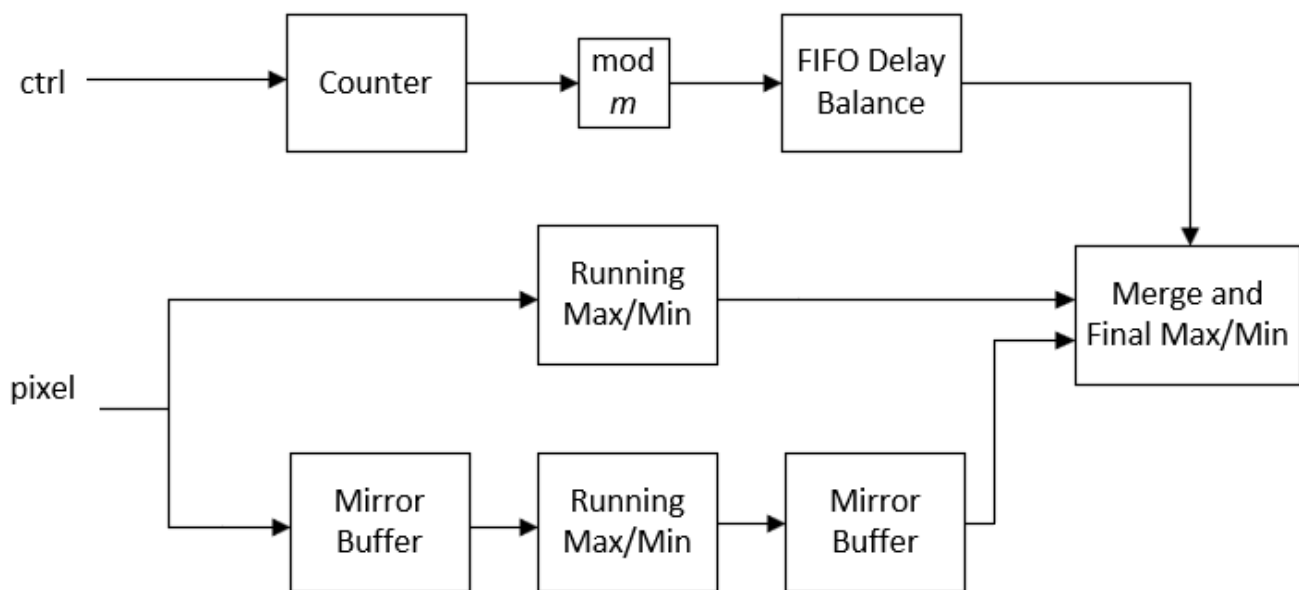 ctrl
Counter
mod
m
FIFO Delay
Balance
Running
Max/Min
Merge and
Final Max/Min
pixel
Mirror
Buffer
Running
Max/Min
Mirror
Buffer